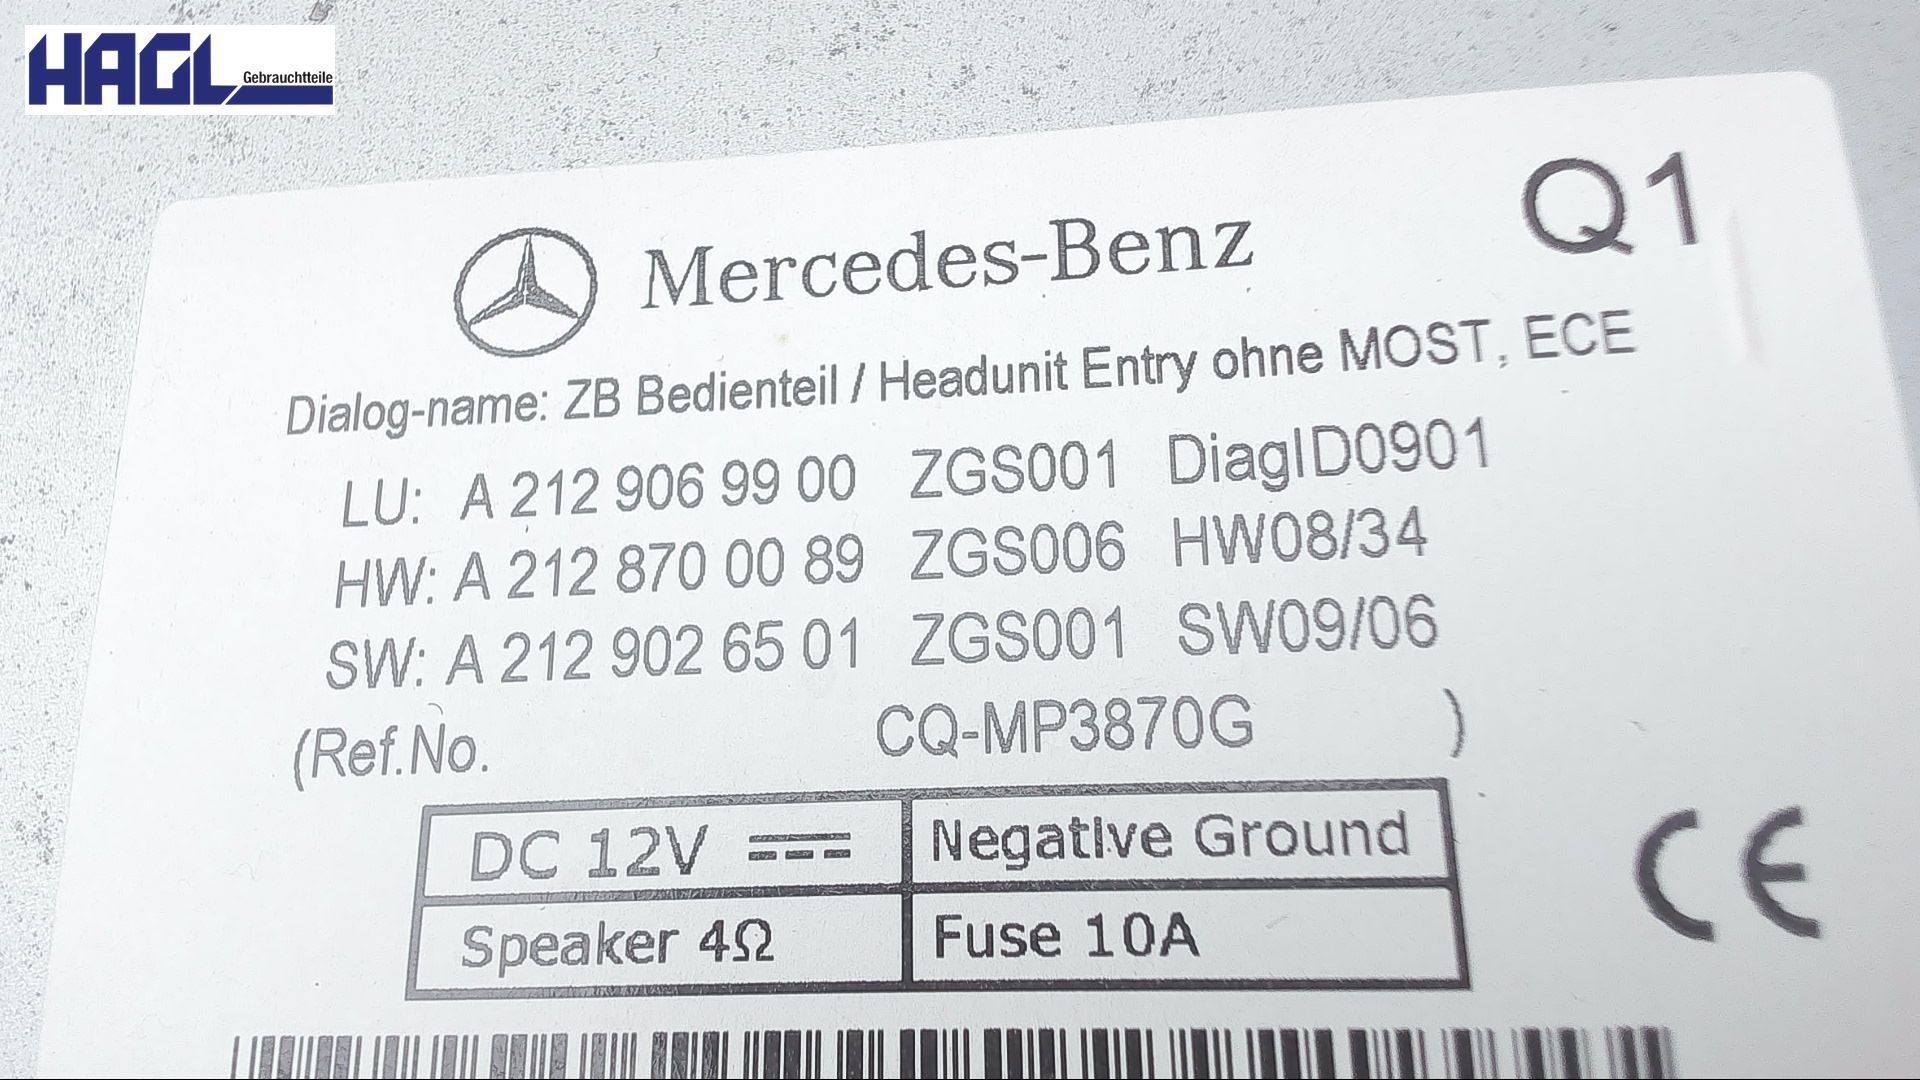 HAGL Gebrauchtteile
Q1
Mercedes-Benz
Dialog-name: ZB Bedienteil / Headunit Entry ohne MOST, ECE
LU: A 212 906 99 00 ZGS001 DiagID0901
HW: A 212 870 00 89 ZGS006 HW08/34
SW: A 212 902 65 01 ZGS001 SW09/06
(Ref.No. CQ-MP3870G )
DC 12V ⎓ Negative Ground
Speaker 4Ω Fuse 10A
CE